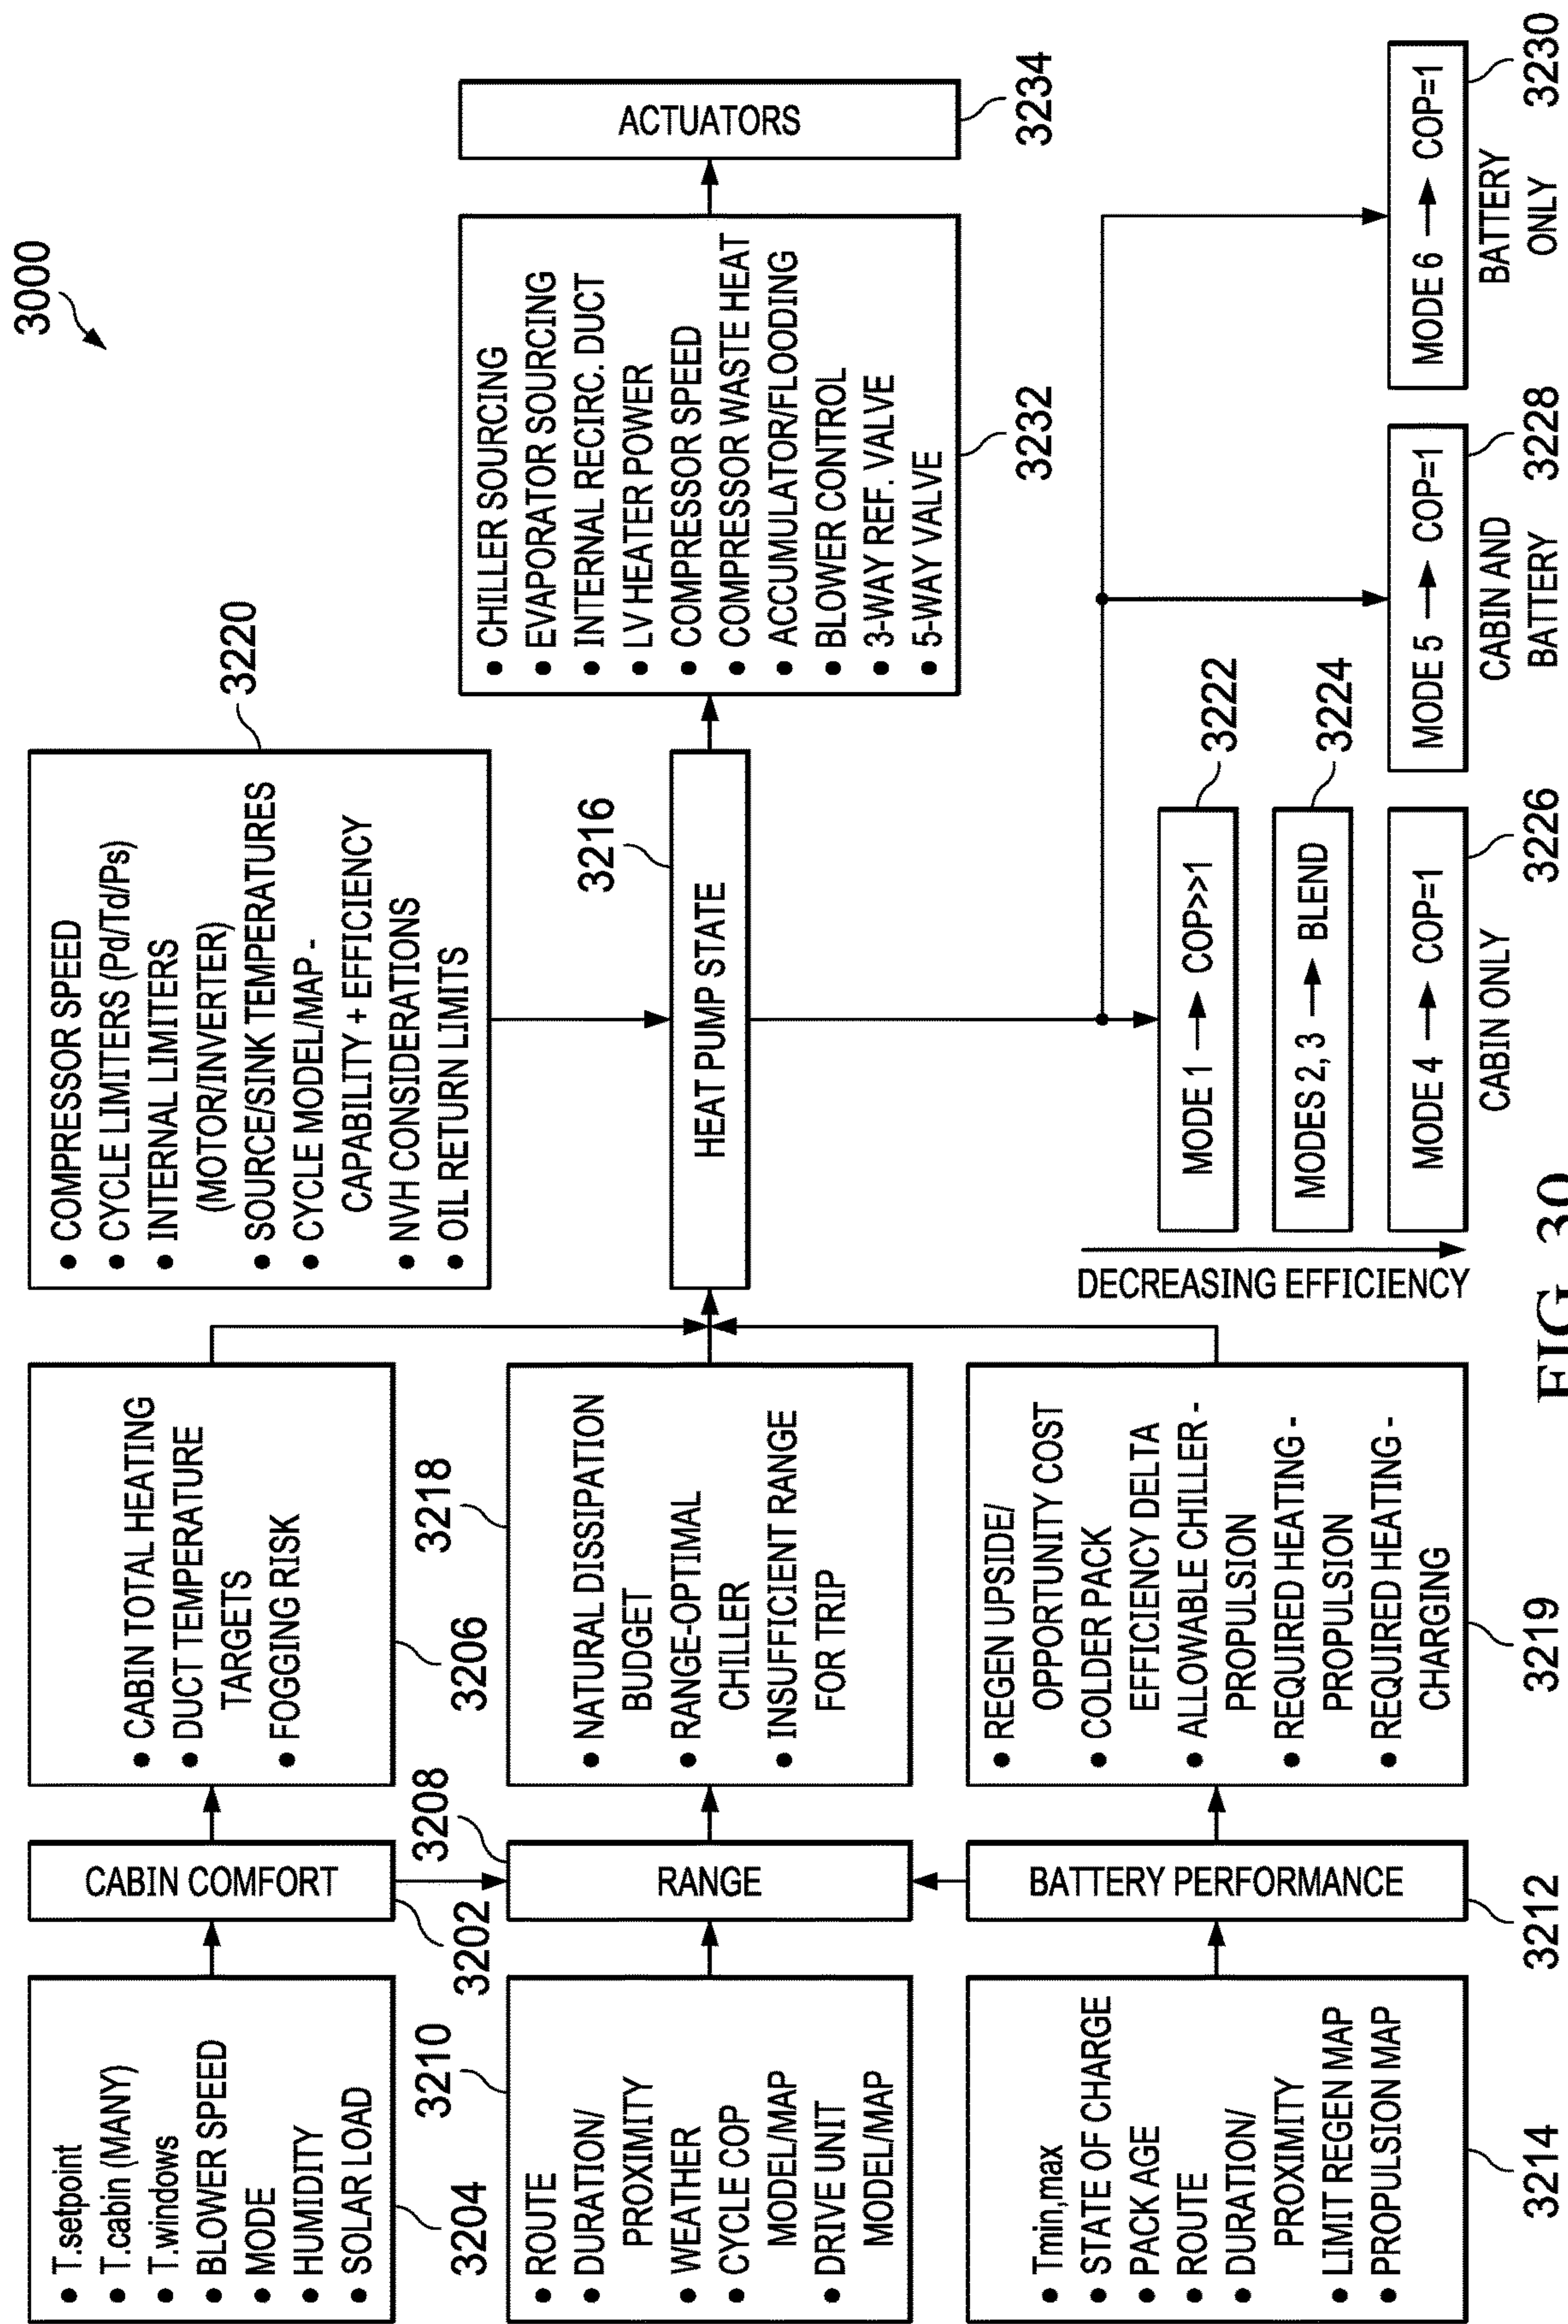 3000
• T.setpoint
• T.cabin (MANY)
• T.windows
• BLOWER SPEED
• MODE
• HUMIDITY
• SOLAR LOAD
3204
CABIN COMFORT
3202
• CABIN TOTAL HEATING
• DUCT TEMPERATURE
TARGETS
• FOGGING RISK
3206
• COMPRESSOR SPEED
• CYCLE LIMITERS (Pd/Td/Ps)
• INTERNAL LIMITERS
(MOTOR/INVERTER)
• SOURCE/SINK TEMPERATURES
• CYCLE MODEL/MAP -
CAPABILITY + EFFICIENCY
• NVH CONSIDERATIONS
• OIL RETURN LIMITS
3220
• ROUTE
• DURATION/
PROXIMITY
• WEATHER
• CYCLE COP
MODEL/MAP
• DRIVE UNIT
MODEL/MAP
3210
RANGE
3208
• NATURAL DISSIPATION
BUDGET
• RANGE-OPTIMAL
CHILLER
• INSUFFICIENT RANGE
FOR TRIP
3218
HEAT PUMP STATE
3216
• CHILLER SOURCING
• EVAPORATOR SOURCING
• INTERNAL RECIRC. DUCT
• LV HEATER POWER
• COMPRESSOR SPEED
• COMPRESSOR WASTE HEAT
• ACCUMULATOR/FLOODING
• BLOWER CONTROL
• 3-WAY REF. VALVE
• 5-WAY VALVE
3232
ACTUATORS
3234
• Tmin,max
• STATE OF CHARGE
• PACK AGE
• ROUTE
• DURATION/
PROXIMITY
• LIMIT REGEN MAP
• PROPULSION MAP
3214
BATTERY PERFORMANCE
3212
• REGEN UPSIDE/
OPPORTUNITY COST
• COLDER PACK
EFFICIENCY DELTA
• ALLOWABLE CHILLER -
PROPULSION
• REQUIRED HEATING -
PROPULSION
• REQUIRED HEATING -
CHARGING
3219
DECREASING EFFICIENCY
MODE 1 → COP>>1
3222
MODES 2, 3 → BLEND
3224
MODE 4 → COP=1
3226
CABIN ONLY
MODE 5 → COP=1
3228
CABIN AND
BATTERY
MODE 6 → COP=1
3230
BATTERY
ONLY
FIG. 30